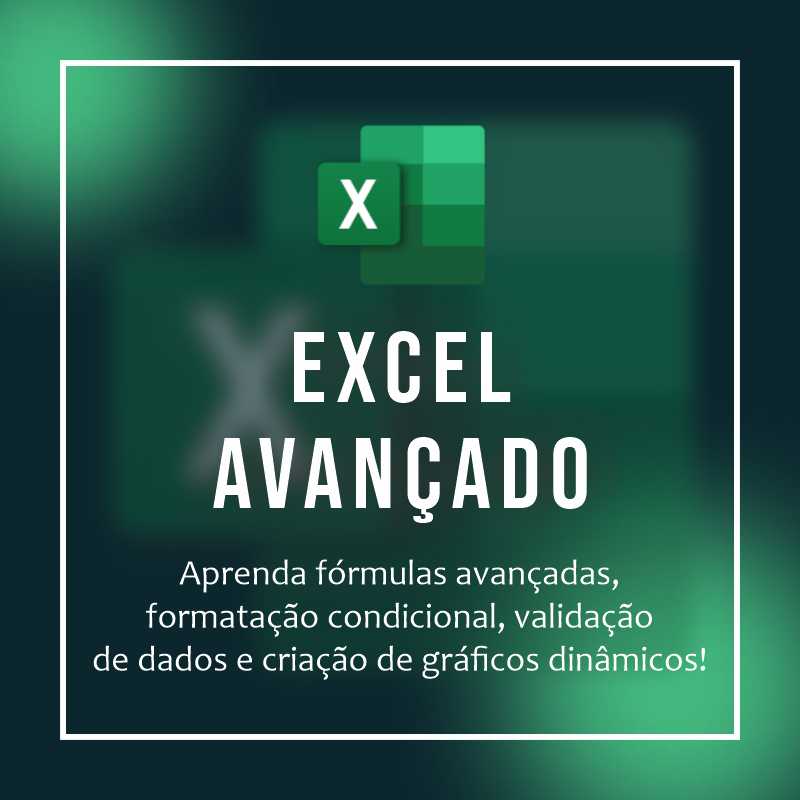 X
EXCEL
AVANÇADO
Aprenda fórmulas avançadas,
formatação condicional, validação
de dados e criação de gráficos dinâmicos!